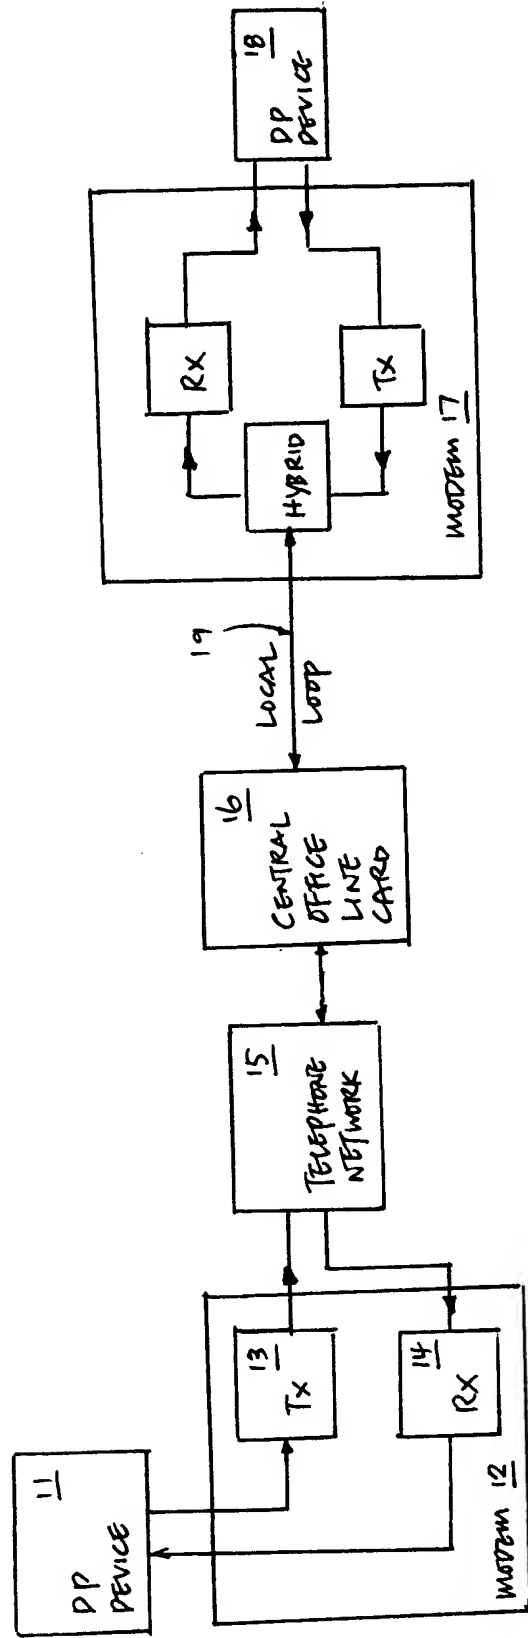 11
DP
DEVICE
13
Tx
14
Rx
MODEM 12
15
TELEPHONE
NETWORK
16
CENTRAL
OFFICE
LINE
CARD
19
LOCAL
LOOP
HYBRID
Rx
Tx
MODEM 17
18
DP
DEVICE